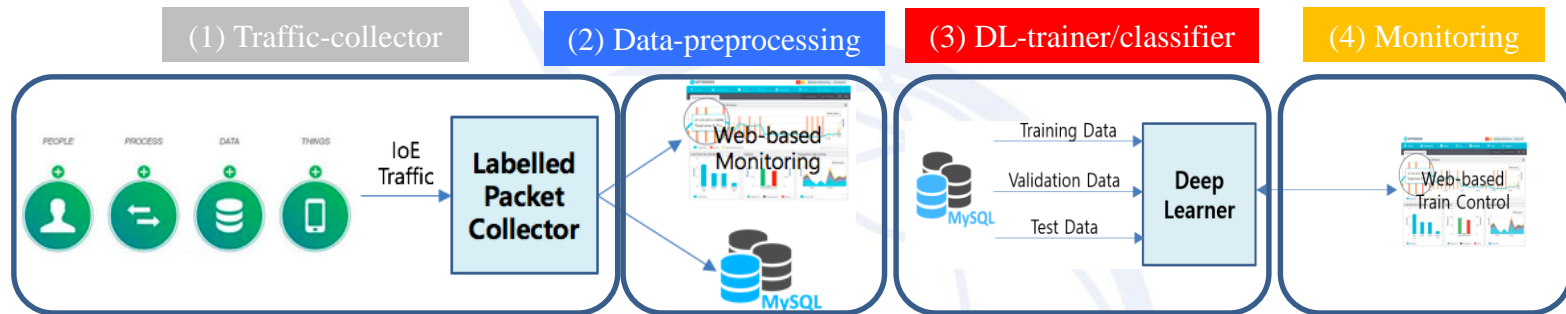 (1) Traffic-collector
(2) Data-preprocessing
(3) DL-trainer/classifier
(4) Monitoring
PEOPLE
PROCESS
DATA
THINGS
IoE
Traffic
Labelled
Packet
Collector
Web-based
Monitoring
MySQL
MySQL
Training Data
Validation Data
Test Data
Deep
Learner
Web-based
Train Control